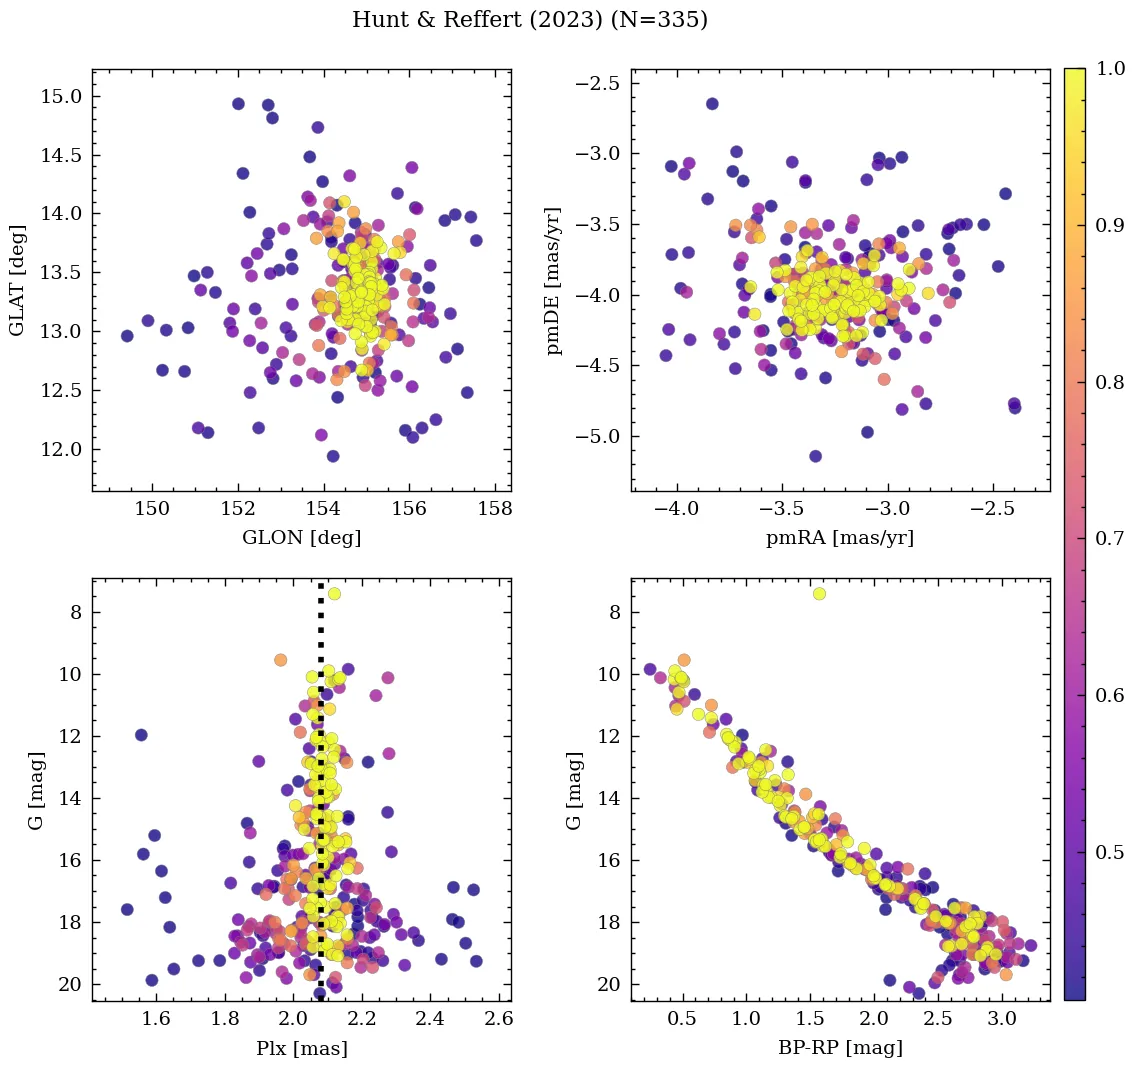 Hunt & Reffert (2023) (N=335)
15.0
14.5
14.0
13.5
13.0
12.5
12.0
GLAT [deg]
150 152 154 156 158
GLON [deg]
−2.5
−3.0
−3.5
−4.0
−4.5
−5.0
pmDE [mas/yr]
−4.0 −3.5 −3.0 −2.5
pmRA [mas/yr]
1.0
0.9
0.8
0.7
0.6
0.5
8
10
12
14
16
18
20
G [mag]
1.6 1.8 2.0 2.2 2.4 2.6
Plx [mas]
8
10
12
14
16
18
20
G [mag]
0.5 1.0 1.5 2.0 2.5 3.0
BP-RP [mag]